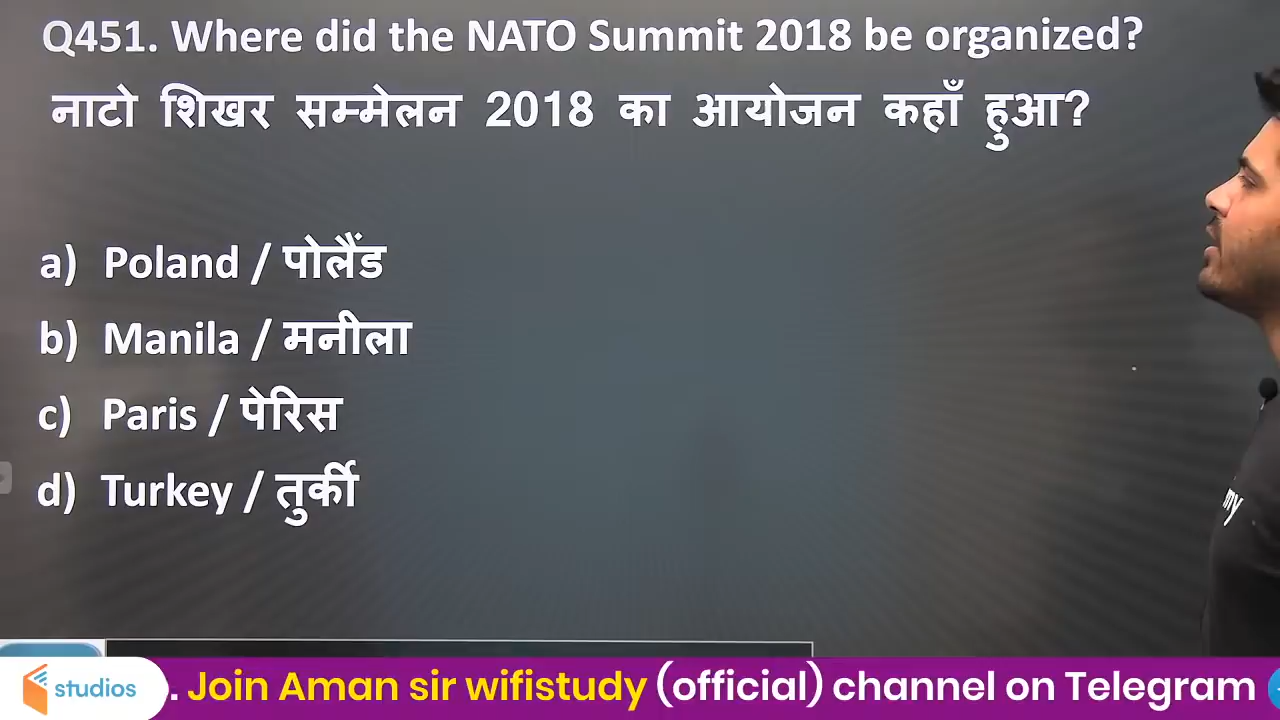 Q451. Where did the NATO Summit 2018 be organized?
नाटो शिखर सम्मेलन 2018 का आयोजन कहाँ हुआ?
a) Poland / पोलैंड
b) Manila / मनीला
c) Paris / पेरिस
d) Turkey / तुर्की
my
studios . Join Aman sir wifistudy (official) channel on Telegram